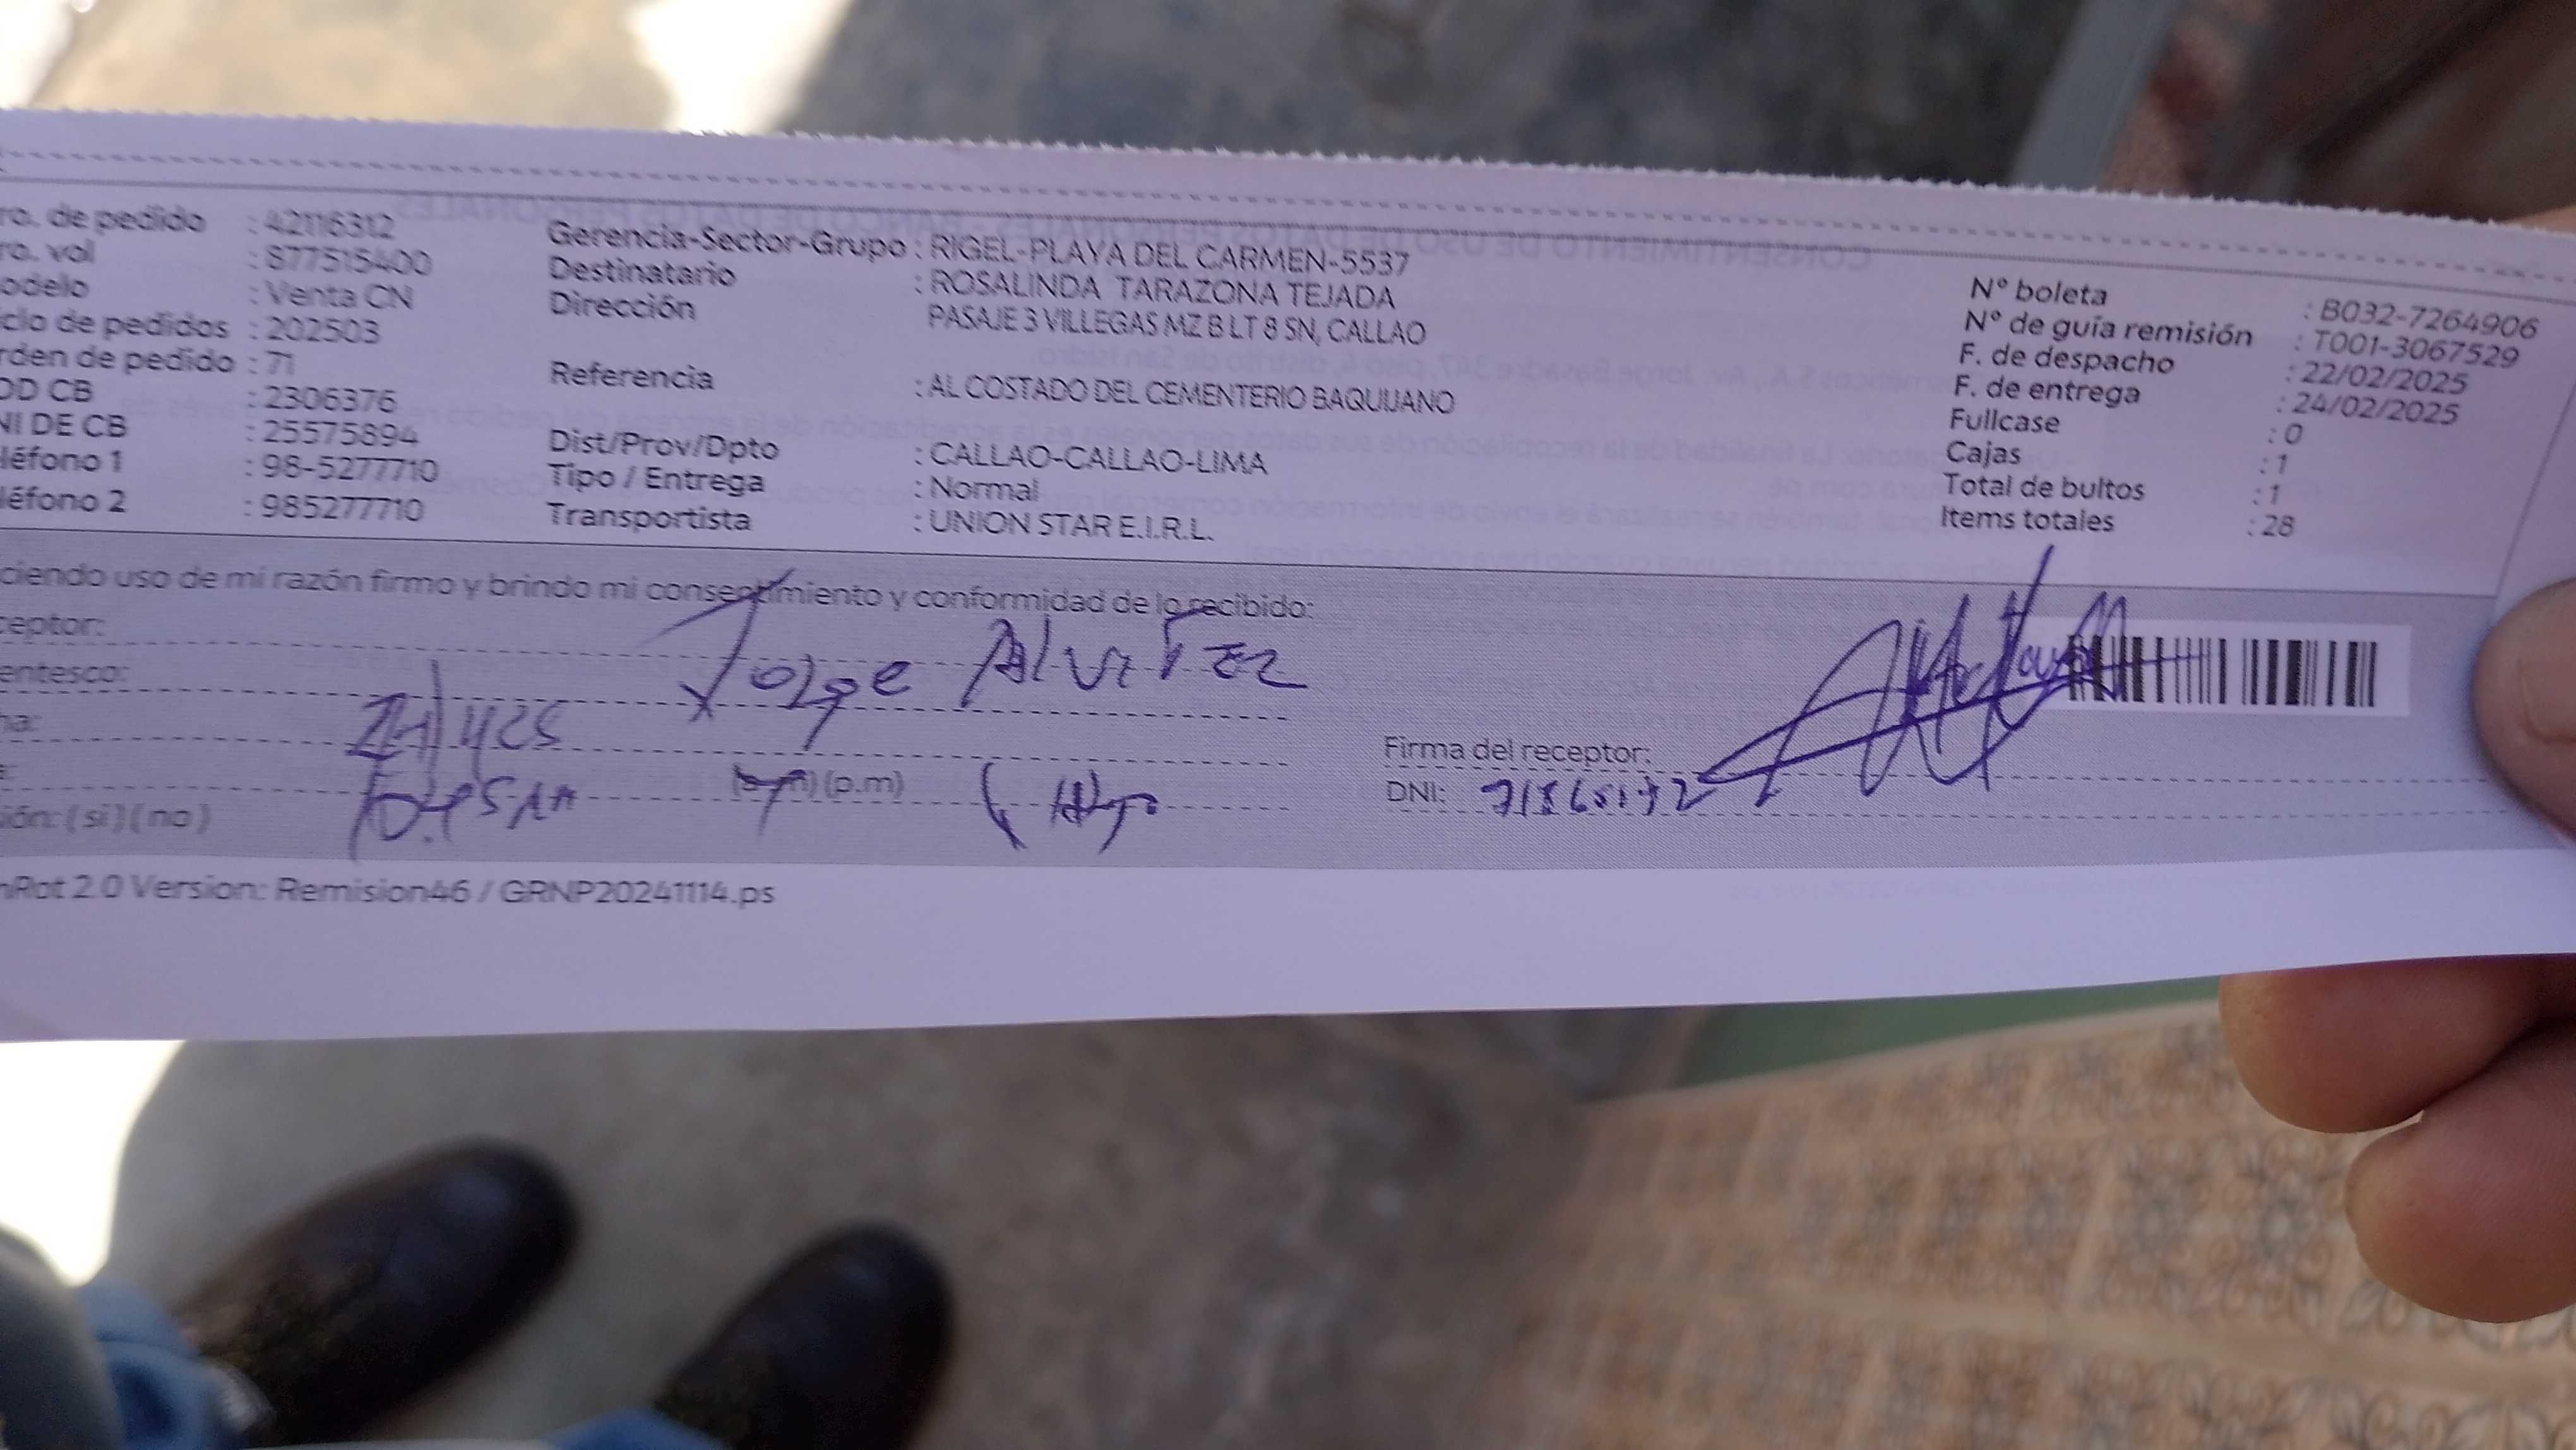 ro. de pedido : 42116312
ro. vol : 877515400
odelo : Venta CN
clo de pedidos : 202503
rden de pedido : 71
OD CB : 2306376
NI DE CB : 25575894
léfono 1 : 98-5277710
léfono 2 : 985277710
Gerencia-Sector-Grupo : RIGEL-PLAYA DEL CARMEN-5537
Destinatario : ROSALINDA TARAZONA TEJADA
Dirección PASAJE 3 VILLEGAS MZ B LT 8 SN, CALLAO
Referencia : AL COSTADO DEL CEMENTERIO BAQUIJANO
Dist/Prov/Dpto : CALLAO-CALLAO-LIMA
Tipo / Entrega : Normal
Transportista : UNION STAR E.I.R.L.
N° boleta : B032-7264906
N° de guía remisión : T001-3067529
F. de despacho : 22/02/2025
F. de entrega : 24/02/2025
Fullcase : 0
Cajas : 1
Total de bultos : 1
Items totales : 28
ciendo uso de mi razón firmo y brindo mi consentimiento y conformidad de lo recibido:
ceptor: Jorge
entesco:
ha:
(p.m)
ión: ( si ) ( no )
Firma del receptor:
DNI:
nRot 2.0 Version: Remision46 / GRNP20241114.ps